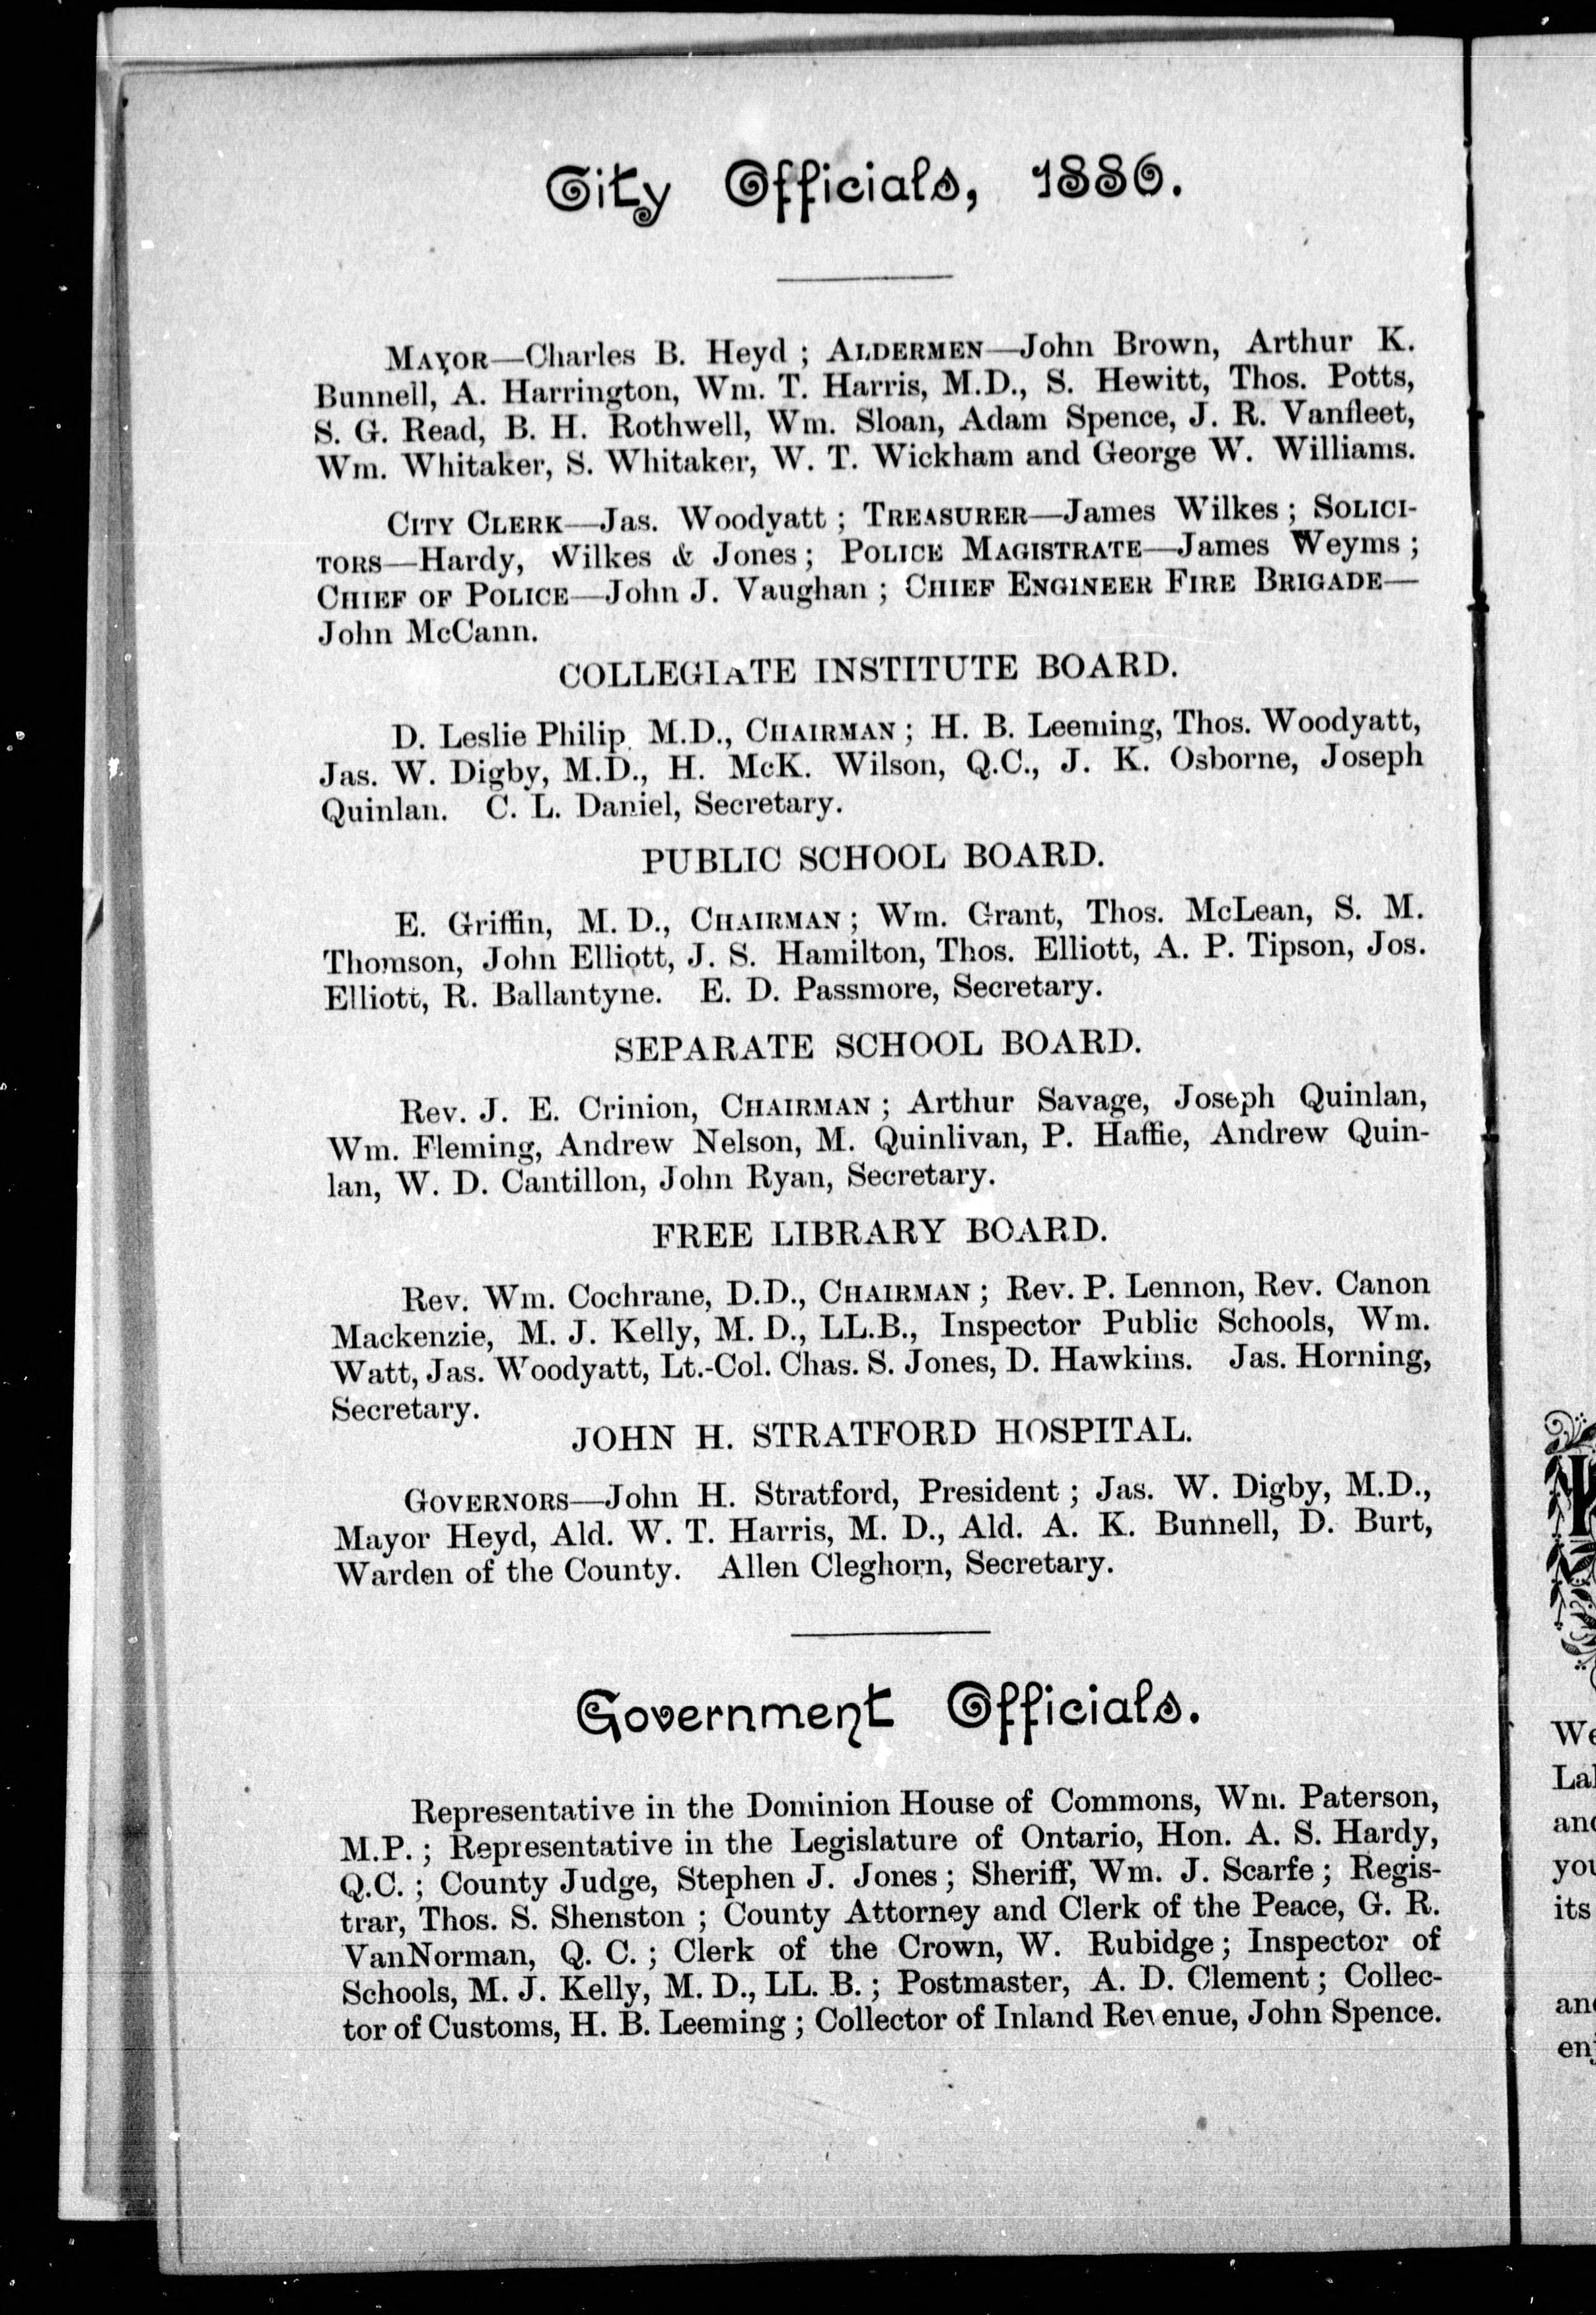 City Officials, 1886.
MAYOR—Charles B. Heyd ; ALDERMEN—John Brown, Arthur K.
Bunnell, A. Harrington, Wm. T. Harris, M.D., S. Hewitt, Thos. Potts,
S. G. Read, B. H. Rothwell, Wm. Sloan, Adam Spence, J. R. Vanfleet,
Wm. Whitaker, S. Whitaker, W. T. Wickham and George W. Williams.
CITY CLERK—Jas. Woodyatt ; TREASURER—James Wilkes ; SOLICI-
TORS—Hardy, Wilkes & Jones ; POLICE MAGISTRATE—James Weyms ;
CHIEF OF POLICE—John J. Vaughan ; CHIEF ENGINEER FIRE BRIGADE—
John McCann.
COLLEGIATE INSTITUTE BOARD.
D. Leslie Philip M.D., CHAIRMAN ; H. B. Leeming, Thos. Woodyatt,
Jas. W. Digby, M.D., H. McK. Wilson, Q.C., J. K. Osborne, Joseph
Quinlan. C. L. Daniel, Secretary.
PUBLIC SCHOOL BOARD.
E. Griffin, M. D., CHAIRMAN ; Wm. Grant, Thos. McLean, S. M.
Thomson, John Elliott, J. S. Hamilton, Thos. Elliott, A. P. Tipson, Jos.
Elliott, R. Ballantyne. E. D. Passmore, Secretary.
SEPARATE SCHOOL BOARD.
Rev. J. E. Crinion, CHAIRMAN ; Arthur Savage, Joseph Quinlan,
Wm. Fleming, Andrew Nelson, M. Quinlivan, P. Haffie, Andrew Quin-
lan, W. D. Cantillon, John Ryan, Secretary.
FREE LIBRARY BOARD.
Rev. Wm. Cochrane, D.D., CHAIRMAN ; Rev. P. Lennon, Rev. Canon
Mackenzie, M. J. Kelly, M. D., LL.B., Inspector Public Schools, Wm.
Watt, Jas. Woodyatt, Lt.-Col. Chas. S. Jones, D. Hawkins. Jas. Horning,
Secretary.
JOHN H. STRATFORD HOSPITAL.
GOVERNORS—John H. Stratford, President ; Jas. W. Digby, M.D.,
Mayor Heyd, Ald. W. T. Harris, M. D., Ald. A. K. Bunnell, D. Burt,
Warden of the County. Allen Cleghorn, Secretary.
Government Officials.
Representative in the Dominion House of Commons, Wm. Paterson,
M.P. ; Representative in the Legislature of Ontario, Hon. A. S. Hardy,
Q.C. ; County Judge, Stephen J. Jones ; Sheriff, Wm. J. Scarfe ; Regis-
trar, Thos. S. Shenston ; County Attorney and Clerk of the Peace, G. R.
VanNorman, Q. C. ; Clerk of the Crown, W. Rubidge ; Inspector of
Schools, M. J. Kelly, M. D., LL. B. ; Postmaster, A. D. Clement ; Collec-
tor of Customs, H. B. Leeming ; Collector of Inland Revenue, John Spence.
its